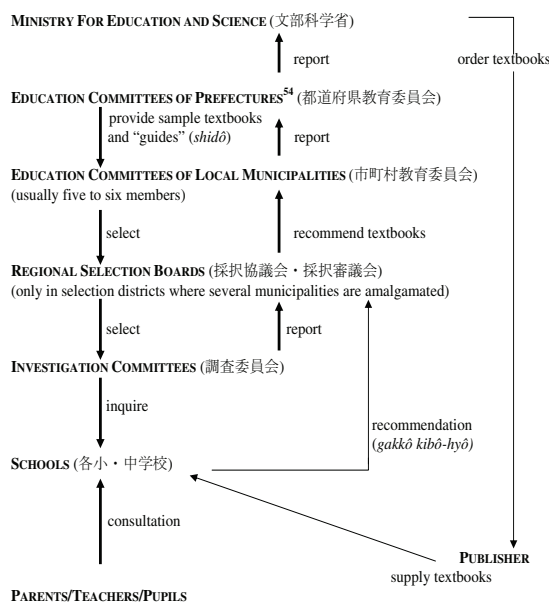 MINISTRY FOR EDUCATION AND SCIENCE (文部科学省)
report
order textbooks
EDUCATION COMMITTEES OF PREFECTURES54 (都道府県教育委員会)
provide sample textbooks
and “guides” (shidô)
report
EDUCATION COMMITTEES OF LOCAL MUNICIPALITIES (市町村教育委員会)
(usually five to six members)
select
recommend textbooks
REGIONAL SELECTION BOARDS (採択協議会・採択審議会)
(only in selection districts where several municipalities are amalgamated)
select
report
INVESTIGATION COMMITTEES (調査委員会)
inquire
recommendation
(gakkô kibô-hyô)
SCHOOLS (各小・中学校)
consultation
PUBLISHER
supply textbooks
PARENTS/TEACHERS/PUPILS